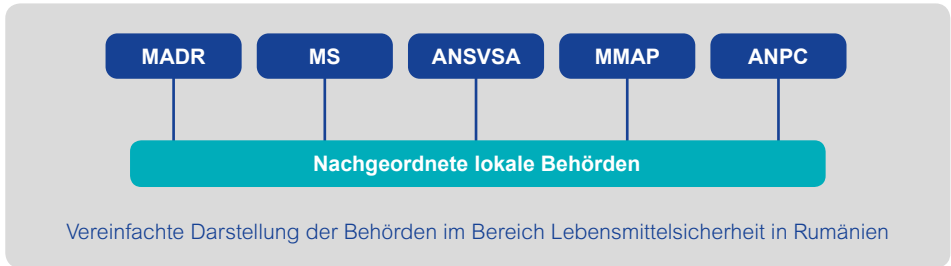 MADR MS ANSVSA MMAP ANPC
Nachgeordnete lokale Behörden
Vereinfachte Darstellung der Behörden im Bereich Lebensmittelsicherheit in Rumänien